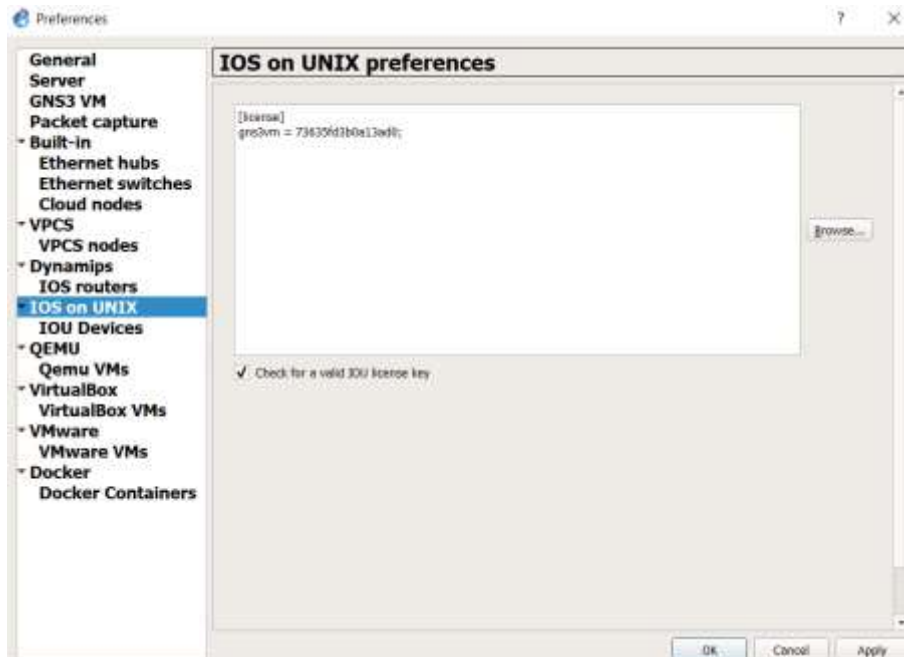 Preferences
?
×
General
Server
GNS3 VM
Packet capture
Built-in
Ethernet hubs
Ethernet switches
Cloud nodes
VPCS
VPCS nodes
Dynamips
IOS routers
IOS on UNIX
IOU Devices
QEMU
Qemu VMs
VirtualBox
VirtualBox VMs
VMware
VMware VMs
Docker
Docker Containers
IOS on UNIX preferences
[license]
gns3vm = 73635fd3b0a13ad0;
Browse...
Check for a valid IOU license key
OK
Cancel
Apply